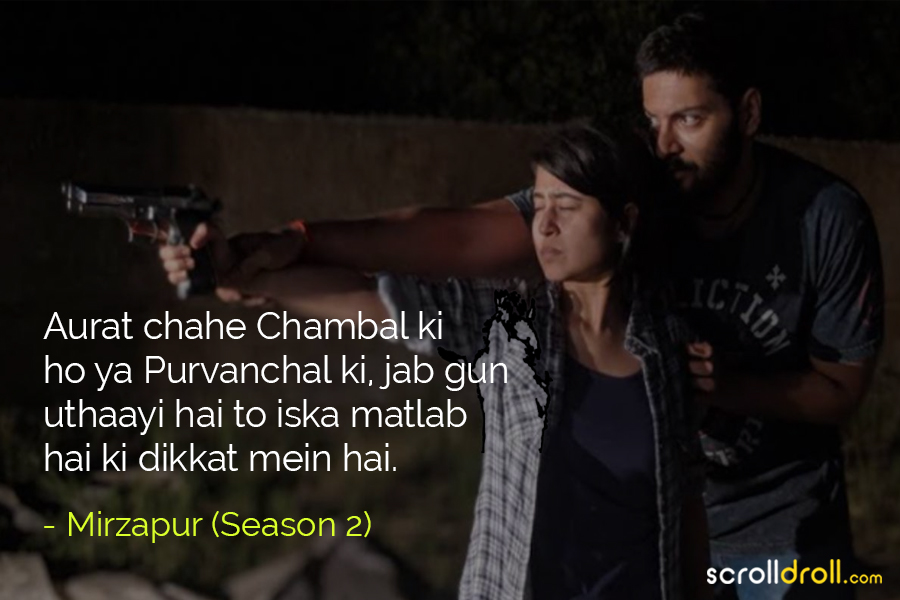 Aurat chahe Chambal ki
ho ya Purvanchal ki, jab gun
uthaayi hai to iska matlab
hai ki dikkat mein hai.
- Mirzapur (Season 2)
scrolldroll.com